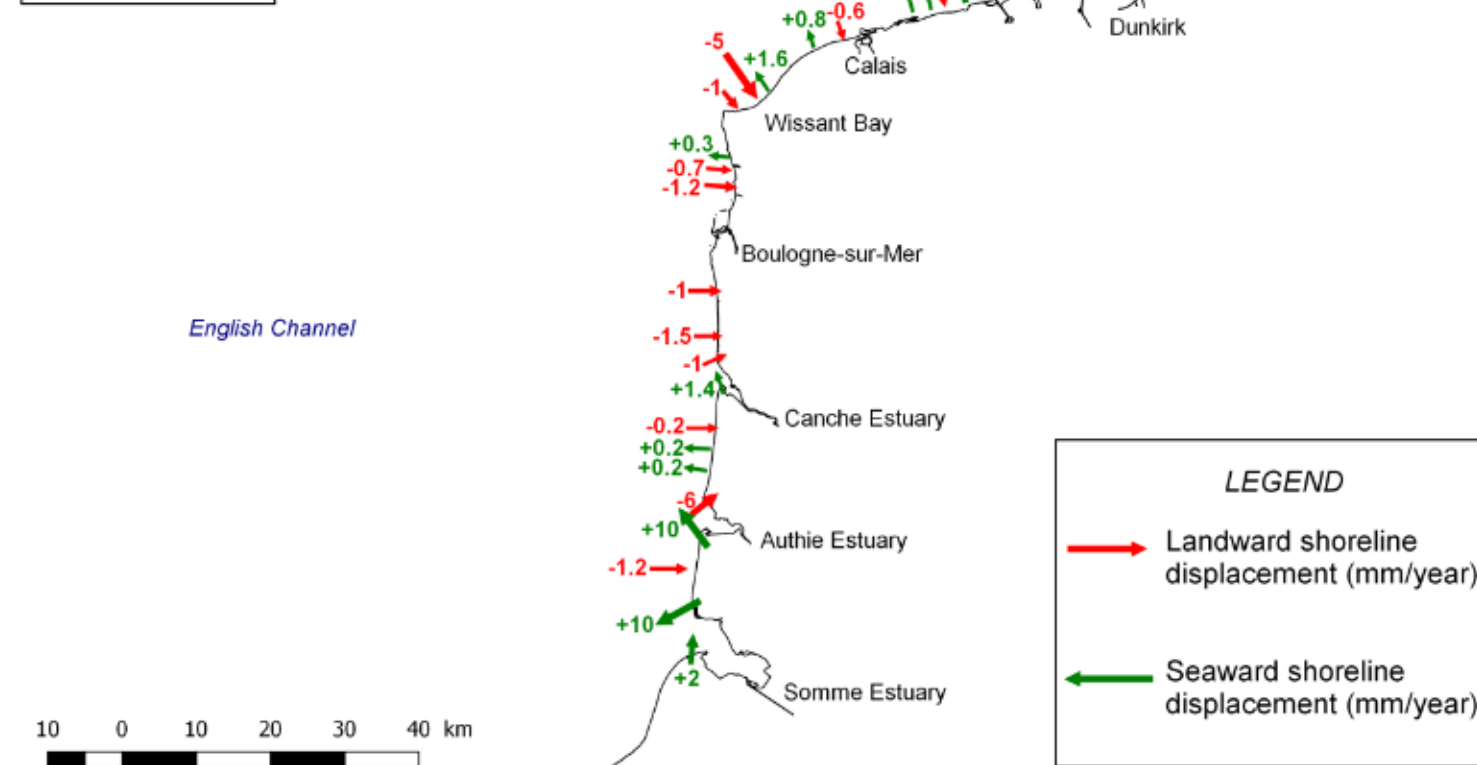 +0.8
-0.6
Dunkirk
-5
+1.6
Calais
-1
Wissant Bay
+0.3
-0.7
-1.2
Boulogne-sur-Mer
-1
English Channel
-1.5
-1
+1.4
Canche Estuary
-0.2
+0.2
+0.2
-6
+10
Authie Estuary
-1.2
+10
+2
Somme Estuary
LEGEND
Landward shoreline
displacement (mm/year)
Seaward shoreline
displacement (mm/year)
10 0 10 20 30 40 km